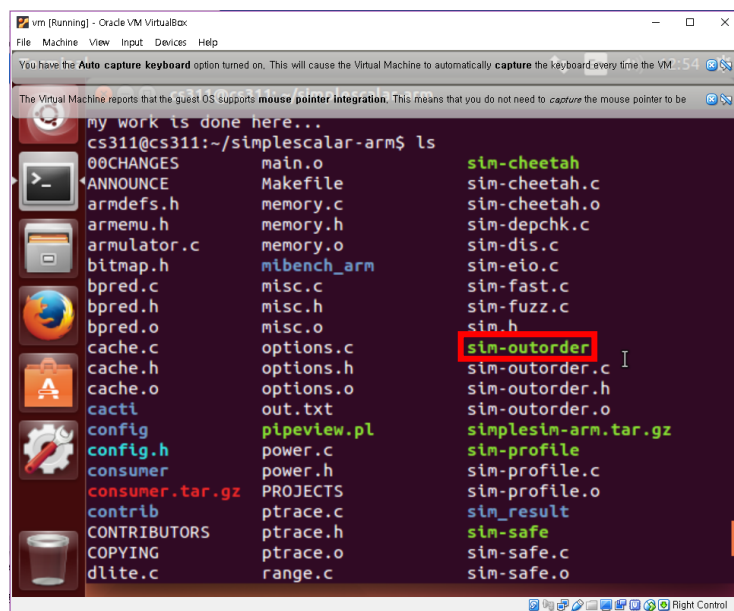 vm [Running] - Oracle VM VirtualBox
File Machine View Input Devices Help
You have the Auto capture keyboard option turned on. This will cause the Virtual Machine to automatically capture the keyboard every time the VM
The Virtual Machine reports that the guest OS supports mouse pointer integration. This means that you do not need to capture the mouse pointer to be
my work is done here...
cs311@cs311:~/simplescalar-arm$ ls
00CHANGES main.o sim-cheetah
ANNOUNCE Makefile sim-cheetah.c
armdefs.h memory.c sim-cheetah.o
armemu.h memory.h sim-depchk.c
armulator.c memory.o sim-dis.c
bitmap.h mibench_arm sim-eio.c
bpred.c misc.c sim-fast.c
bpred.h misc.h sim-fuzz.c
bpred.o misc.o sim.h
cache.c options.c sim-outorder
cache.h options.h sim-outorder.c
cache.o options.o sim-outorder.h
cacti out.txt sim-outorder.o
config pipeview.pl simplesim-arm.tar.gz
config.h power.c sim-profile
consumer power.h sim-profile.c
consumer.tar.gz PROJECTS sim-profile.o
contrib ptrace.c sim_result
CONTRIBUTORS ptrace.h sim-safe
COPYING ptrace.o sim-safe.c
dlite.c range.c sim-safe.o
Right Control